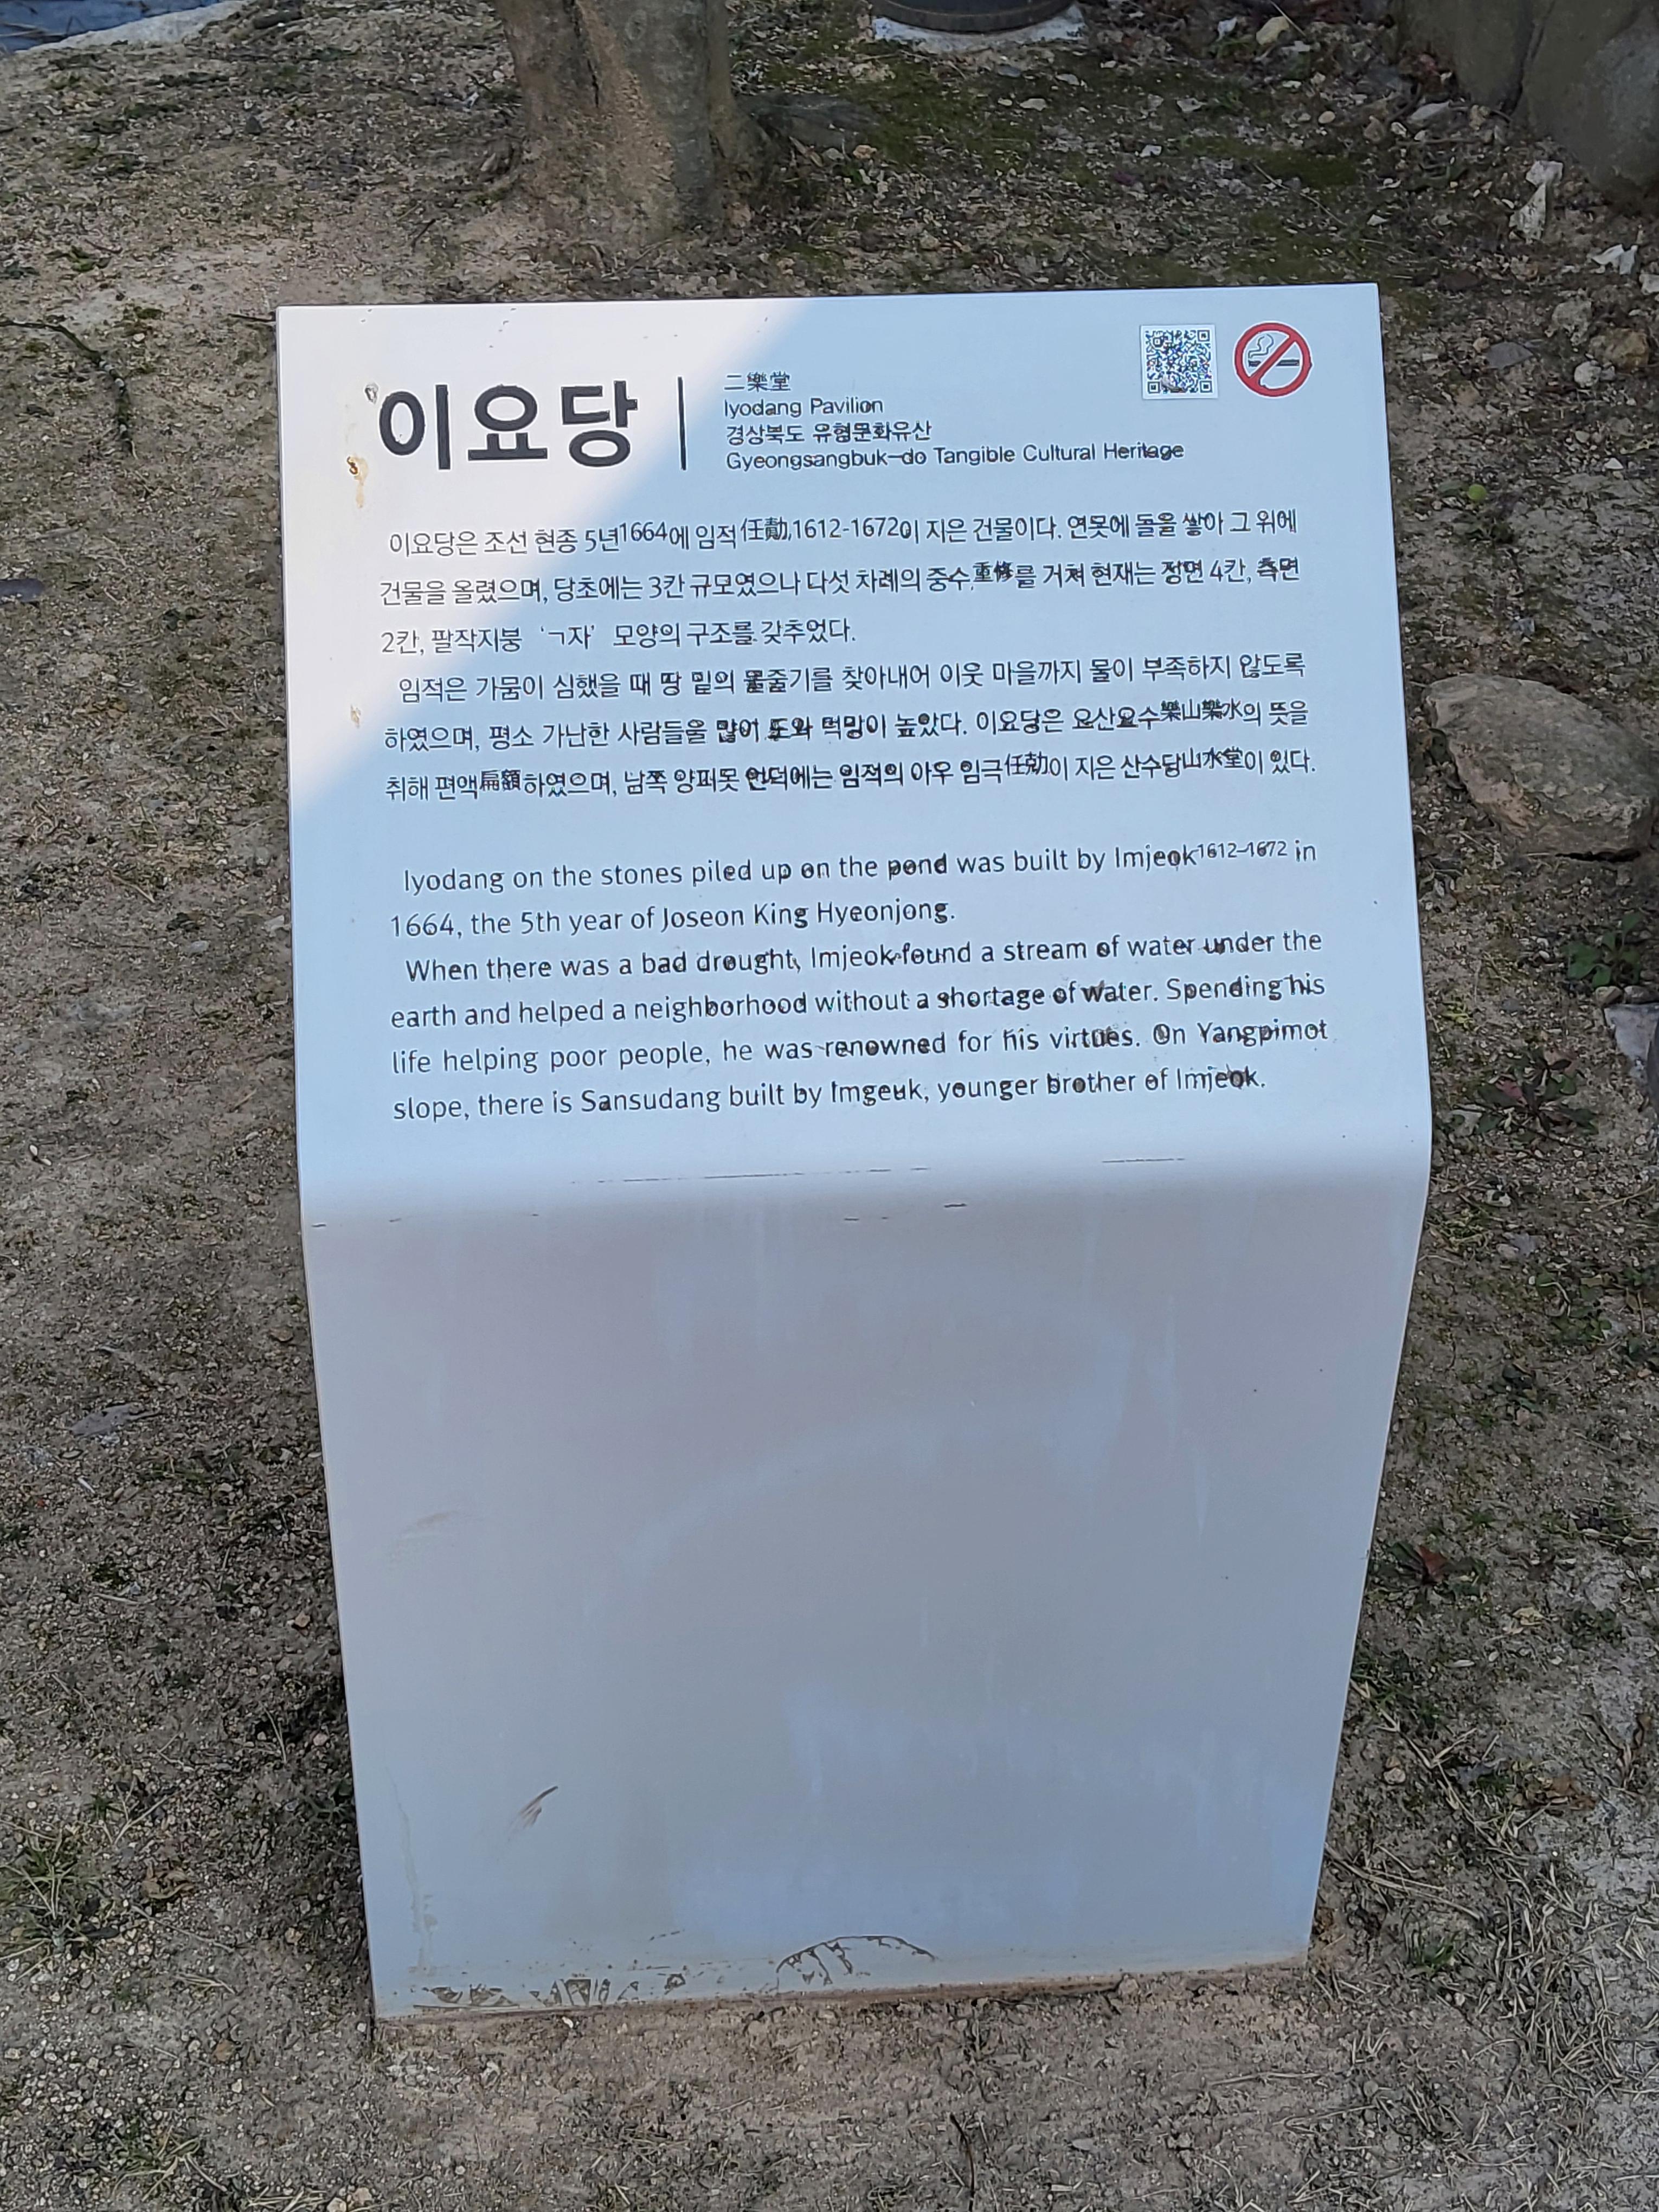 이요당
二樂堂
Iyodang Pavilion
경상북도 유형문화유산
Gyeongsangbuk-do Tangible Cultural Heritage
이요당은 조선 현종 5년1664에 임적任勣,1612-1672이 지은 건물이다. 연못에 돌을 쌓아 그 위에
건물을 올렸으며, 당초에는 3칸 규모였으나 다섯 차례의 중수重修를 거쳐 현재는 정면 4칸, 측면
2칸, 팔작지붕 ‘ㄱ자’ 모양의 구조를 갖추었다.
임적은 가뭄이 심했을 때 땅 밑의 물줄기를 찾아내어 이웃 마을까지 물이 부족하지 않도록
하였으며, 평소 가난한 사람들을 많이 도와 덕망이 높았다. 이요당은 요산요수樂山樂水의 뜻을
취해 편액扁額하였으며, 남쪽 양피못 언덕에는 임적의 아우 임극任勊이 지은 산수당山水堂이 있다.
Iyodang on the stones piled up on the pond was built by Imjeok1612-1672 in
1664, the 5th year of Joseon King Hyeonjong.
When there was a bad drought, Imjeok found a stream of water under the
earth and helped a neighborhood without a shortage of water. Spending his
life helping poor people, he was renowned for his virtues. On Yangpimot
slope, there is Sansudang built by Imgeuk, younger brother of Imjeok.